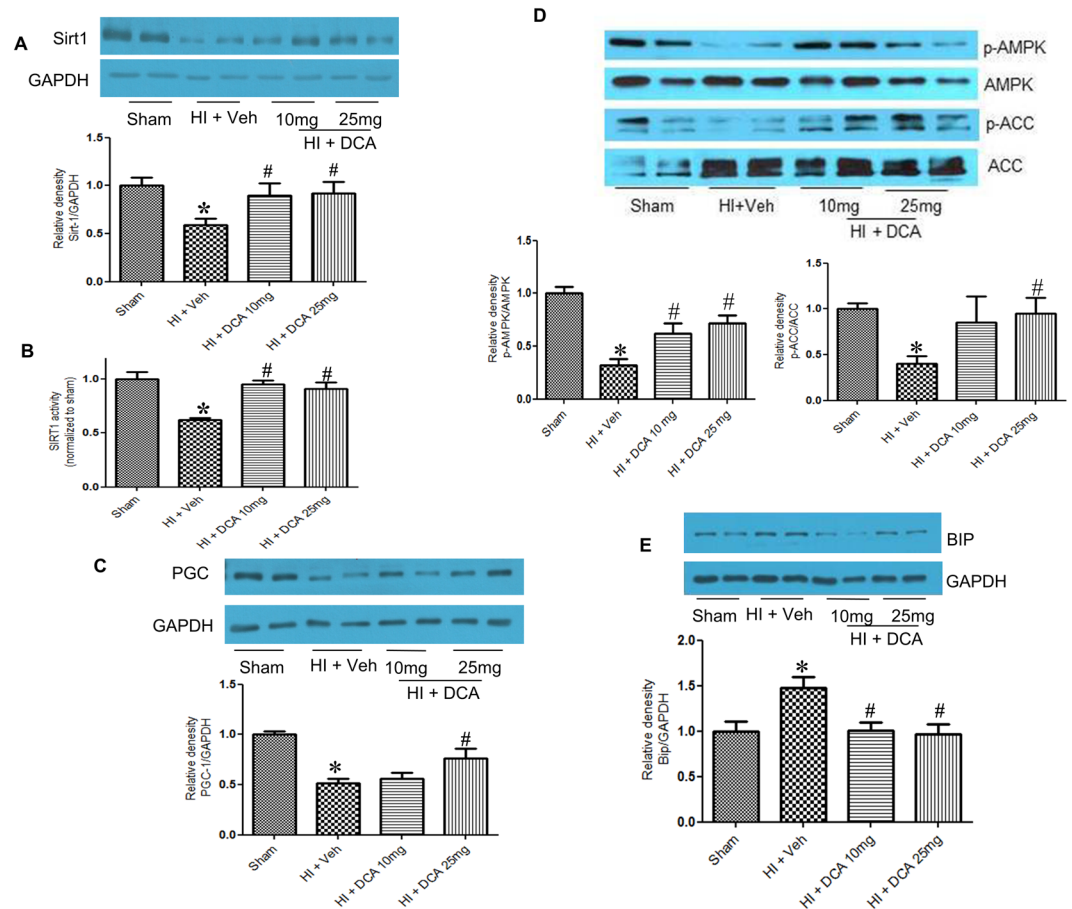 A
Sirt1
GAPDH
Sham
HI + Veh
10mg
25mg
HI + DCA
Relative denesity
Sirt-1/GAPDH
1.5
1.0
0.5
0.0
*
#
#
Sham
HI + Veh
HI + DCA 10mg
HI + DCA 25mg
B
SIRT1 activity
(normalized to sham)
1.0
0.5
0.0
*
#
#
Sham
HI + Veh
HI + DCA 10mg
HI + DCA 25mg
C
PGC
GAPDH
Sham
HI + Veh
10mg
25mg
HI + DCA
Relative denesity
PGC-1/GAPDH
1.5
1.0
0.5
0.0
*
#
Sham
HI + Veh
HI + DCA 10mg
HI + DCA 25mg
D
p-AMPK
AMPK
p-ACC
ACC
Sham
HI+Veh
10mg
25mg
HI + DCA
Relative denesity
p-AMPK/AMPK
1.5
1.0
0.5
0.0
*
#
#
Sham
HI + Veh
HI + DCA 10 mg
HI + DCA 25 mg
Relative denesity
p-ACC/ACC
1.5
1.0
0.5
0.0
*
#
Sham
HI + Veh
HI + DCA 10mg
HI + DCA 25mg
E
BIP
GAPDH
Sham
HI + Veh
10mg
25mg
HI + DCA
Relative denesity
Bip/GAPDH
2.0
1.5
1.0
0.5
0.0
*
#
#
Sham
HI + Veh
HI + DCA 10mg
HI + DCA 25mg